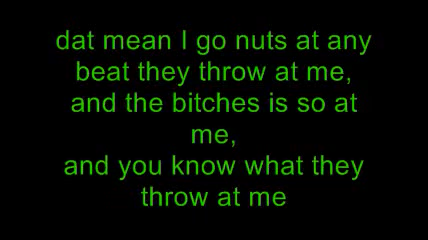 dat mean I go nuts at any
beat they throw at me,
and the bitches is so at
me,
and you know what they
throw at me